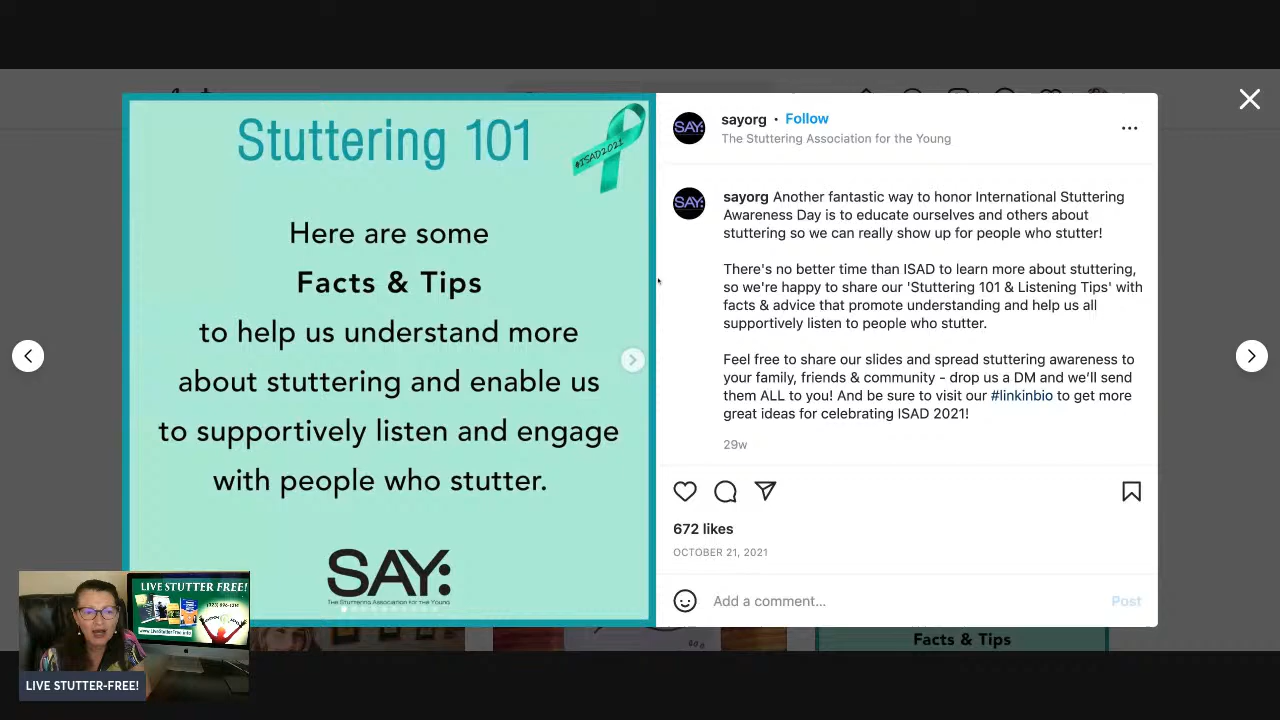 Stuttering 101
#ISAD2021
Here are some
Facts & Tips
to help us understand more
about stuttering and enable us
to supportively listen and engage
with people who stutter.
SAY:
The Stuttering Association for the Young
sayorg • Follow
The Stuttering Association for the Young
SAY:
SAY:
sayorg Another fantastic way to honor International Stuttering
Awareness Day is to educate ourselves and others about
stuttering so we can really show up for people who stutter!
There's no better time than ISAD to learn more about stuttering,
so we're happy to share our 'Stuttering 101 & Listening Tips' with
facts & advice that promote understanding and help us all
supportively listen to people who stutter.
Feel free to share our slides and spread stuttering awareness to
your family, friends & community - drop us a DM and we'll send
them ALL to you! And be sure to visit our #linkinbio to get more
great ideas for celebrating ISAD 2021!
29w
672 likes
OCTOBER 21, 2021
Add a comment...
Post
Facts & Tips
LIVE STUTTER FREE!
LIVE STUTTER-FREE!